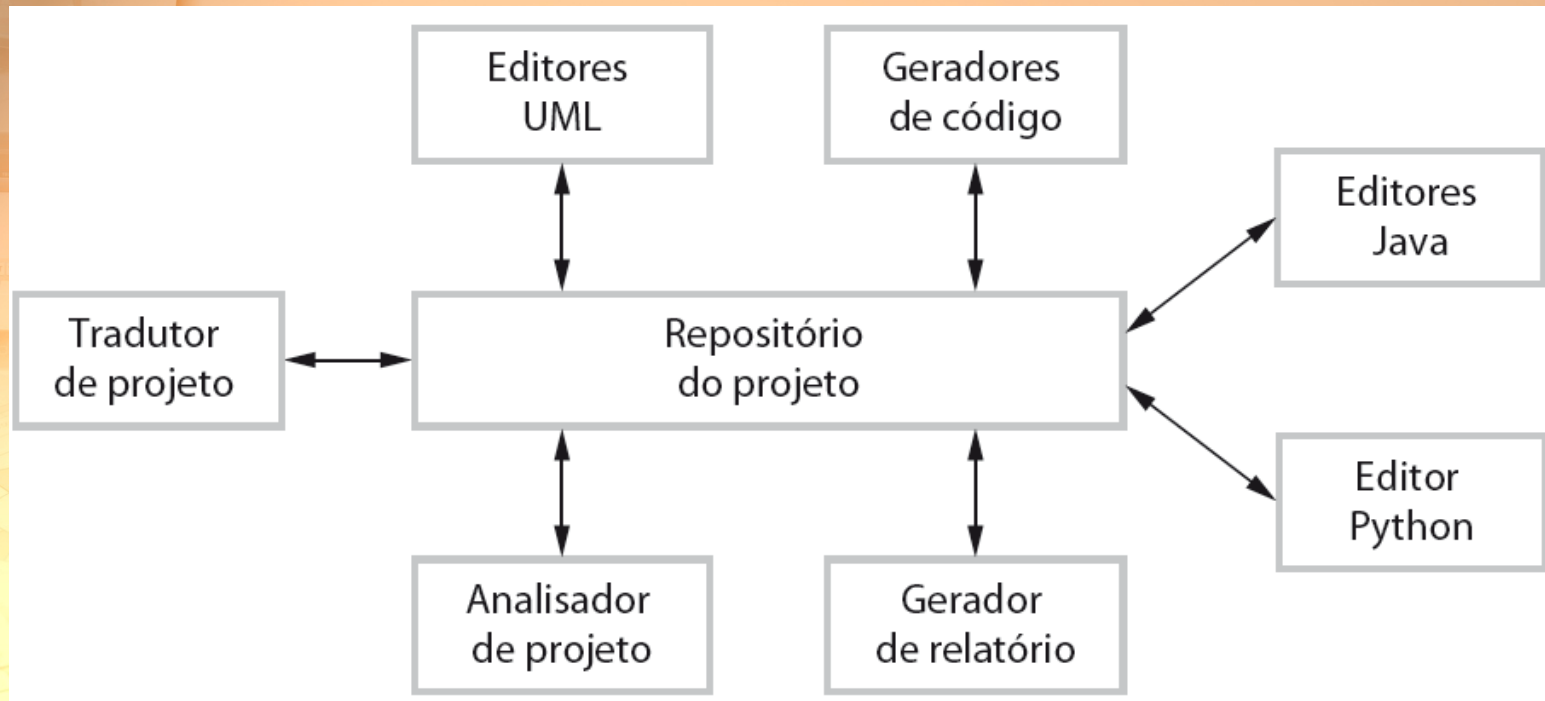 Editores
UML
Geradores
de código
Editores
Java
Tradutor
de projeto
Repositório
do projeto
Editor
Python
Analisador
de projeto
Gerador
de relatório